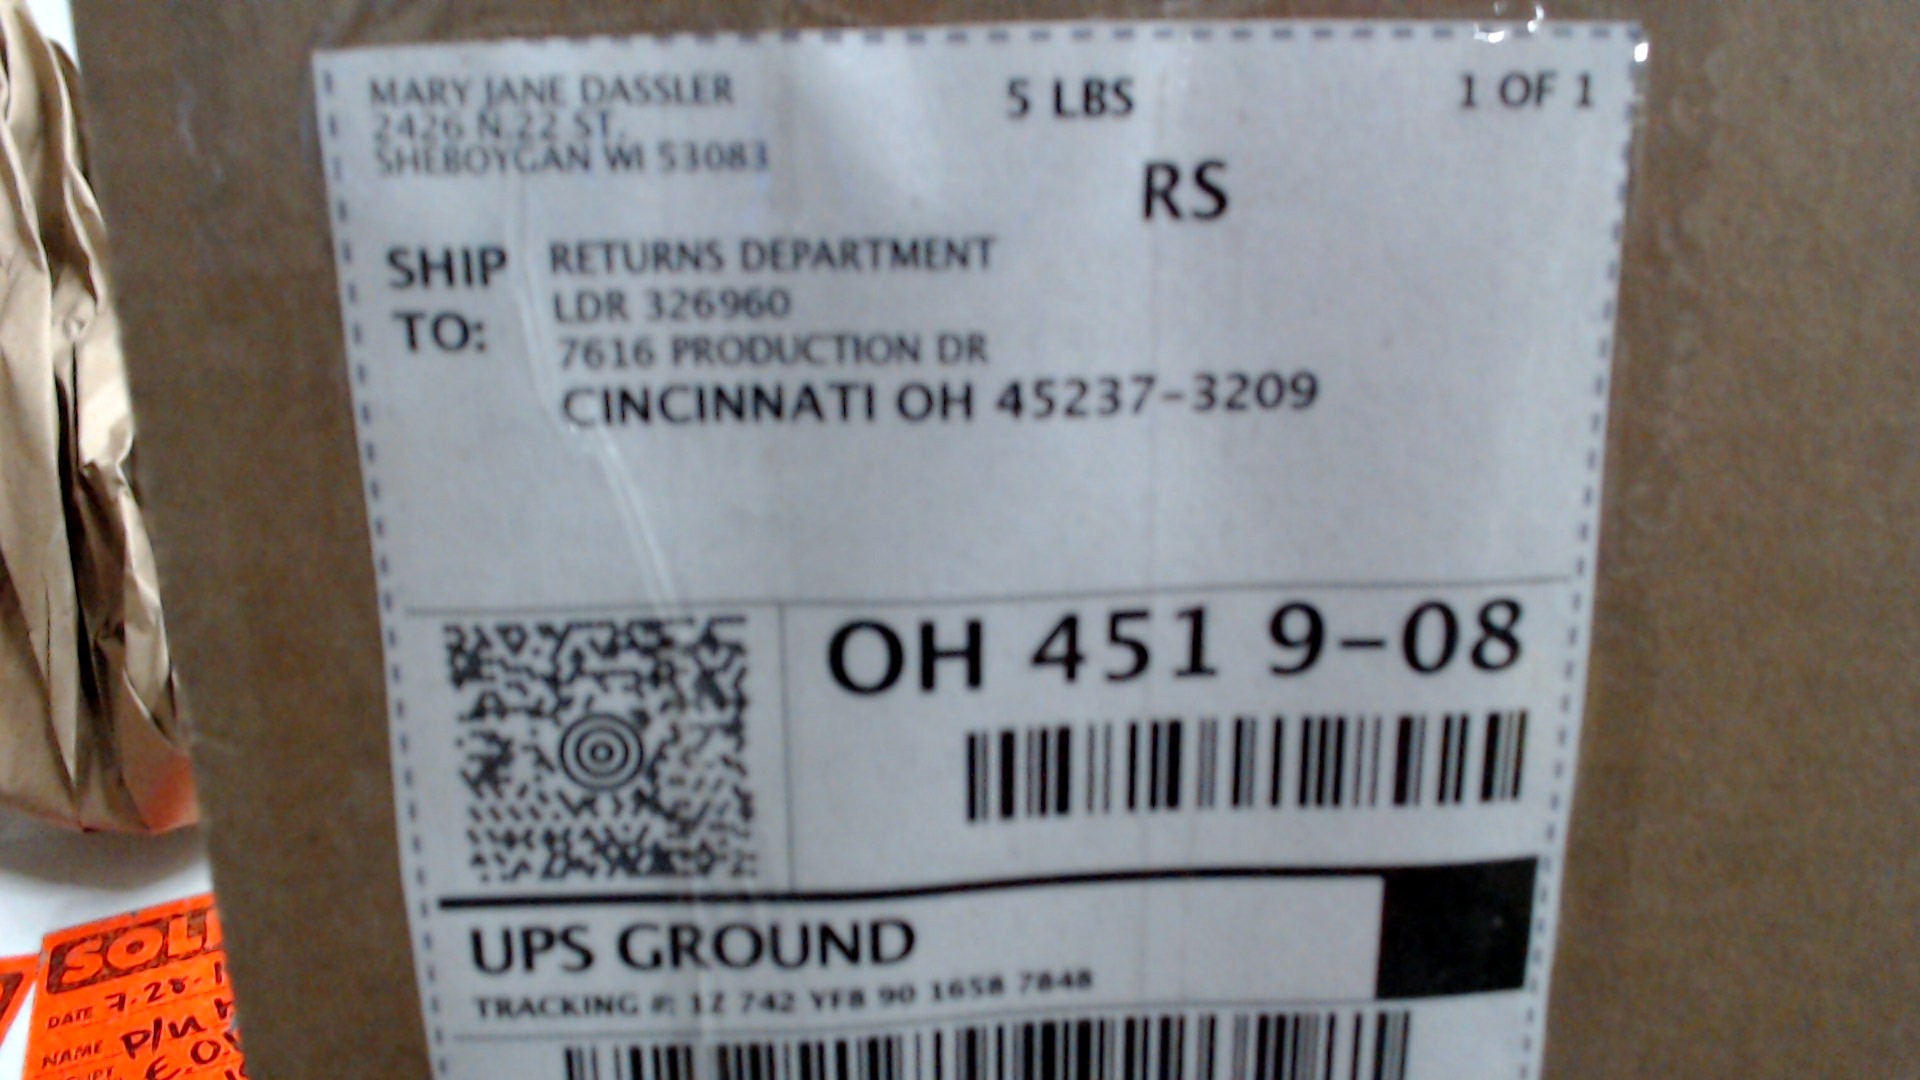 MARY JANE DASSLER
2426 N.22 ST.
SHEBOYGAN WI 53083
5 LBS
1 OF 1
RS
SHIP TO:
RETURNS DEPARTMENT
LDR 326960
7616 PRODUCTION DR
CINCINNATI OH 45237-3209
OH 451 9-08
UPS GROUND
TRACKING #: 1Z 742 YF8 90 1658 7848
DATE 7.28.
NAME P/U